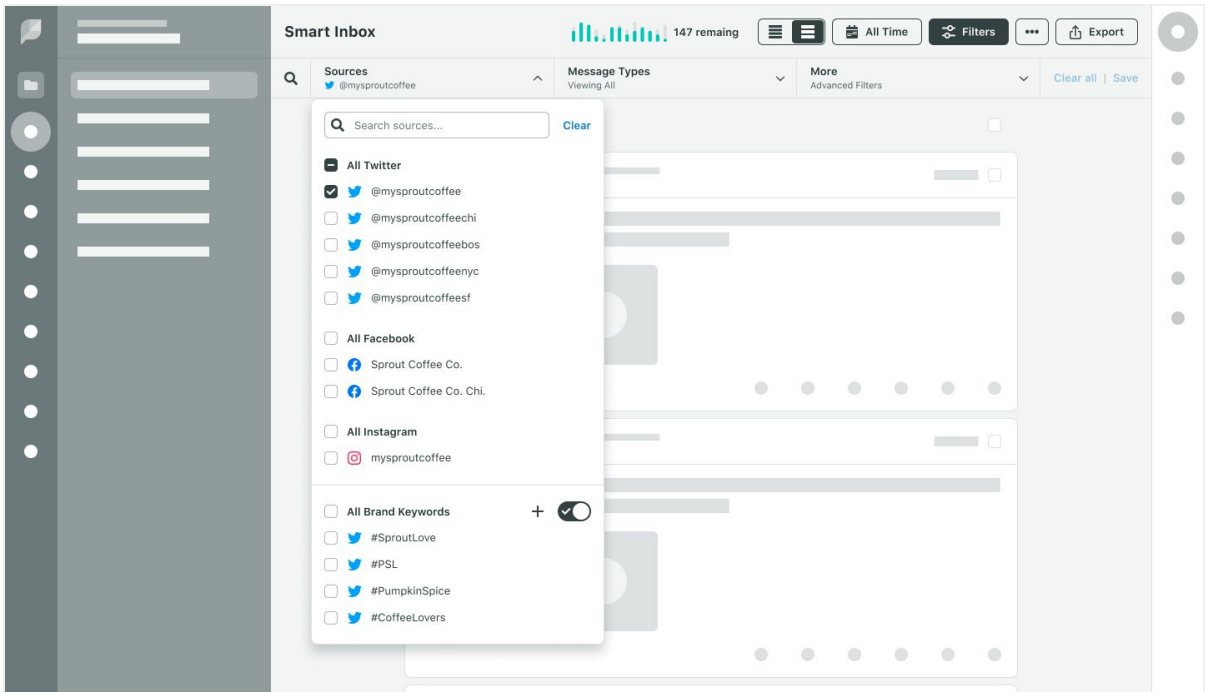 Smart Inbox
147 remaing
All Time
Filters
•••
Export
Sources
@mysproutcoffee
Message Types
Viewing All
More
Advanced Filters
Clear all | Save
Search sources...
Clear
All Twitter
@mysproutcoffee
@mysproutcoffeechi
@mysproutcoffeebos
@mysproutcoffeenyc
@mysproutcoffeesf
All Facebook
Sprout Coffee Co.
Sprout Coffee Co. Chi.
All Instagram
mysproutcoffee
All Brand Keywords
#SproutLove
#PSL
#PumpkinSpice
#CoffeeLovers